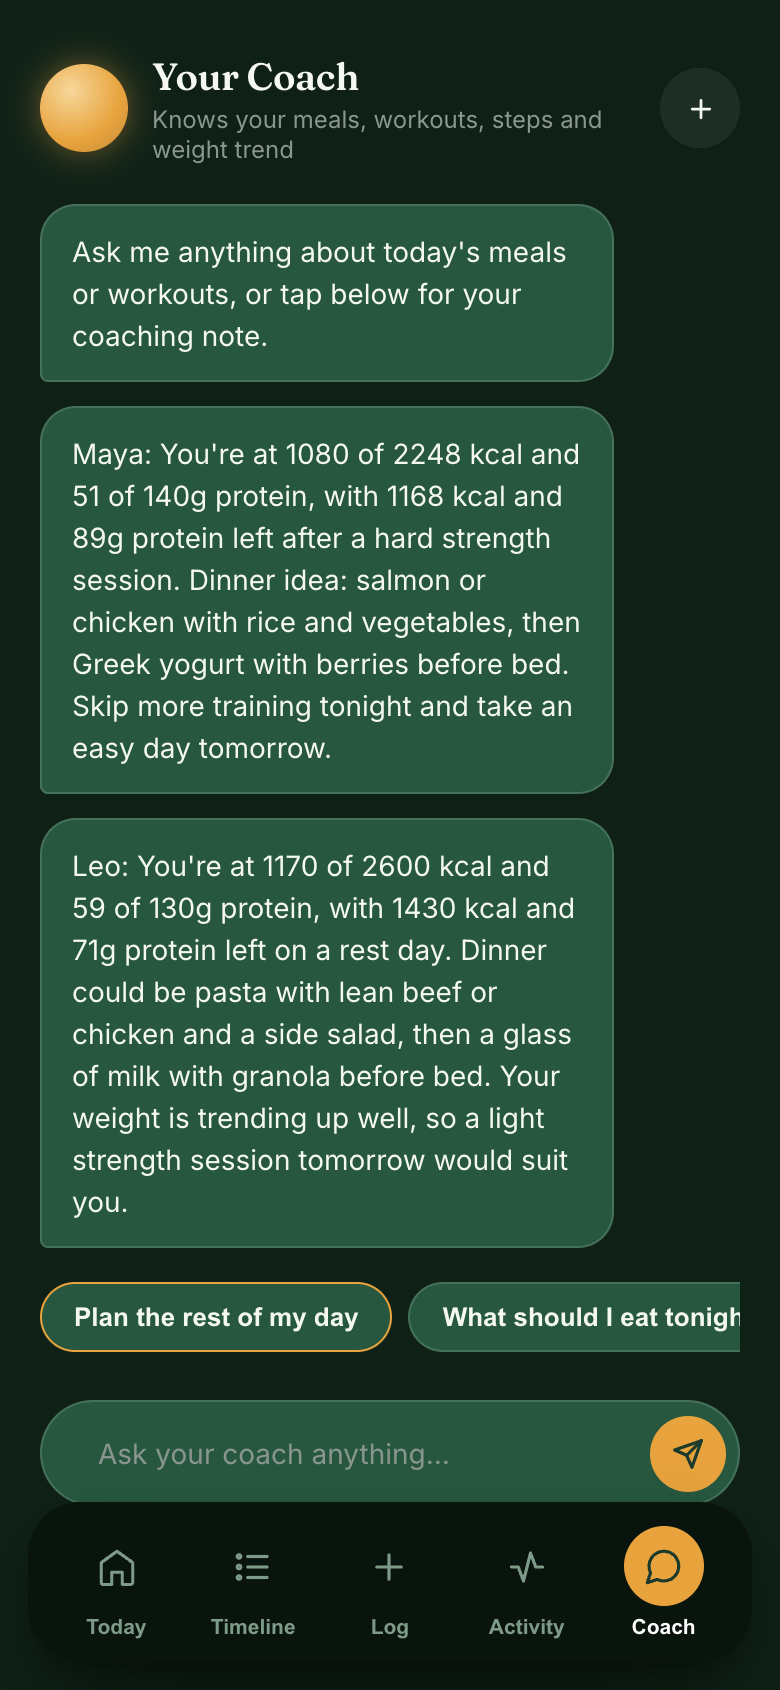 Your Coach
Knows your meals, workouts, steps and
weight trend
Ask me anything about today's meals
or workouts, or tap below for your
coaching note.
Maya: You're at 1080 of 2248 kcal and
51 of 140g protein, with 1168 kcal and
89g protein left after a hard strength
session. Dinner idea: salmon or
chicken with rice and vegetables, then
Greek yogurt with berries before bed.
Skip more training tonight and take an
easy day tomorrow.
Leo: You're at 1170 of 2600 kcal and
59 of 130g protein, with 1430 kcal and
71g protein left on a rest day. Dinner
could be pasta with lean beef or
chicken and a side salad, then a glass
of milk with granola before bed. Your
weight is trending up well, so a light
strength session tomorrow would suit
you.
Plan the rest of my day
What should I eat tonigh
Ask your coach anything...
Today
Timeline
Log
Activity
Coach